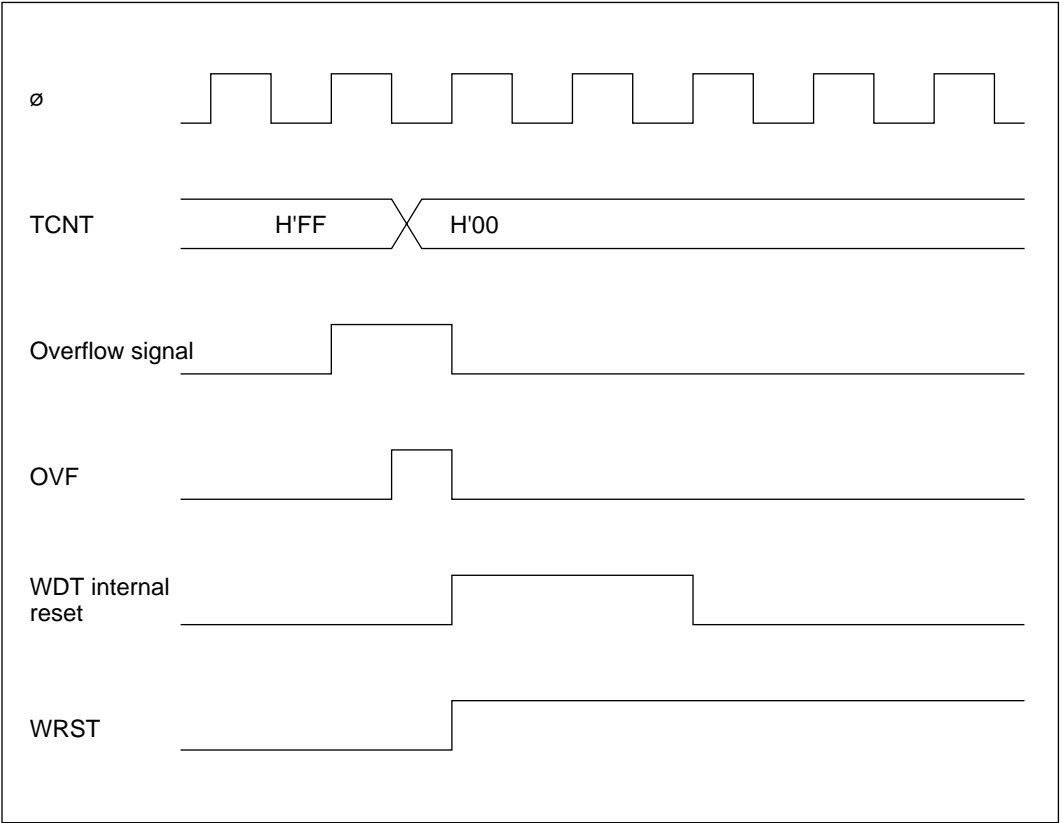 ø
TCNT
H'FF
H'00
Overflow signal
OVF
WDT internal
reset
WRST